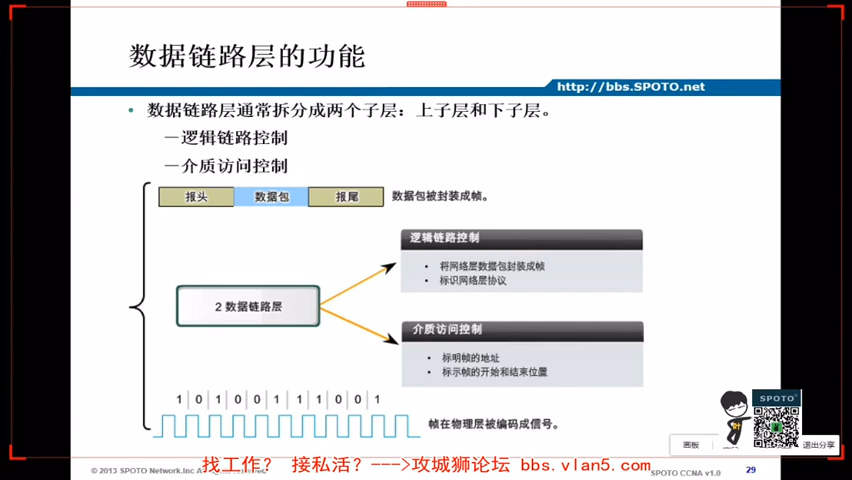 数据链路层的功能
http://bbs.SPOTO.net
• 数据链路层通常拆分成两个子层：上子层和下子层。
—逻辑链路控制
—介质访问控制
报头 数据包 报尾 数据包被封装成帧。
逻辑链路控制
• 将网络层数据包封装成帧
• 标识网络层协议
2 数据链路层
介质访问控制
• 标明帧的地址
• 标示帧的开始和结束位置
1 0 1 0 0 1 1 1 0 0 1
帧在物理层被编码成信号。
SPOTO
画板 退出分享
© 2013 SPOTO Network.Inc
找工作？ 接私活？--->攻城狮论坛 bbs.vlan5.com
SPOTO CCNA v1.0
29